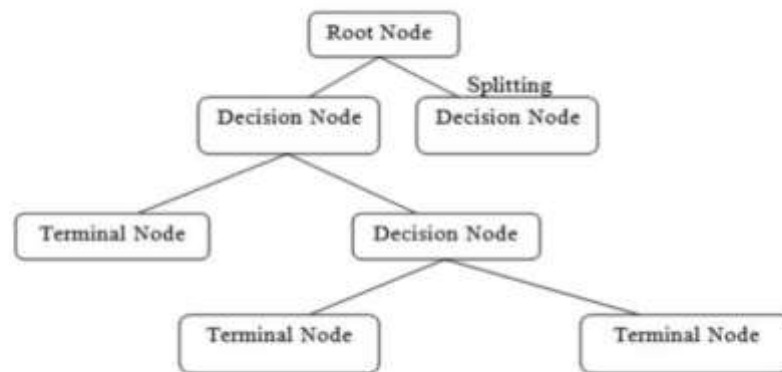 Root Node
Splitting
Decision Node
Decision Node
Terminal Node
Decision Node
Terminal Node
Terminal Node